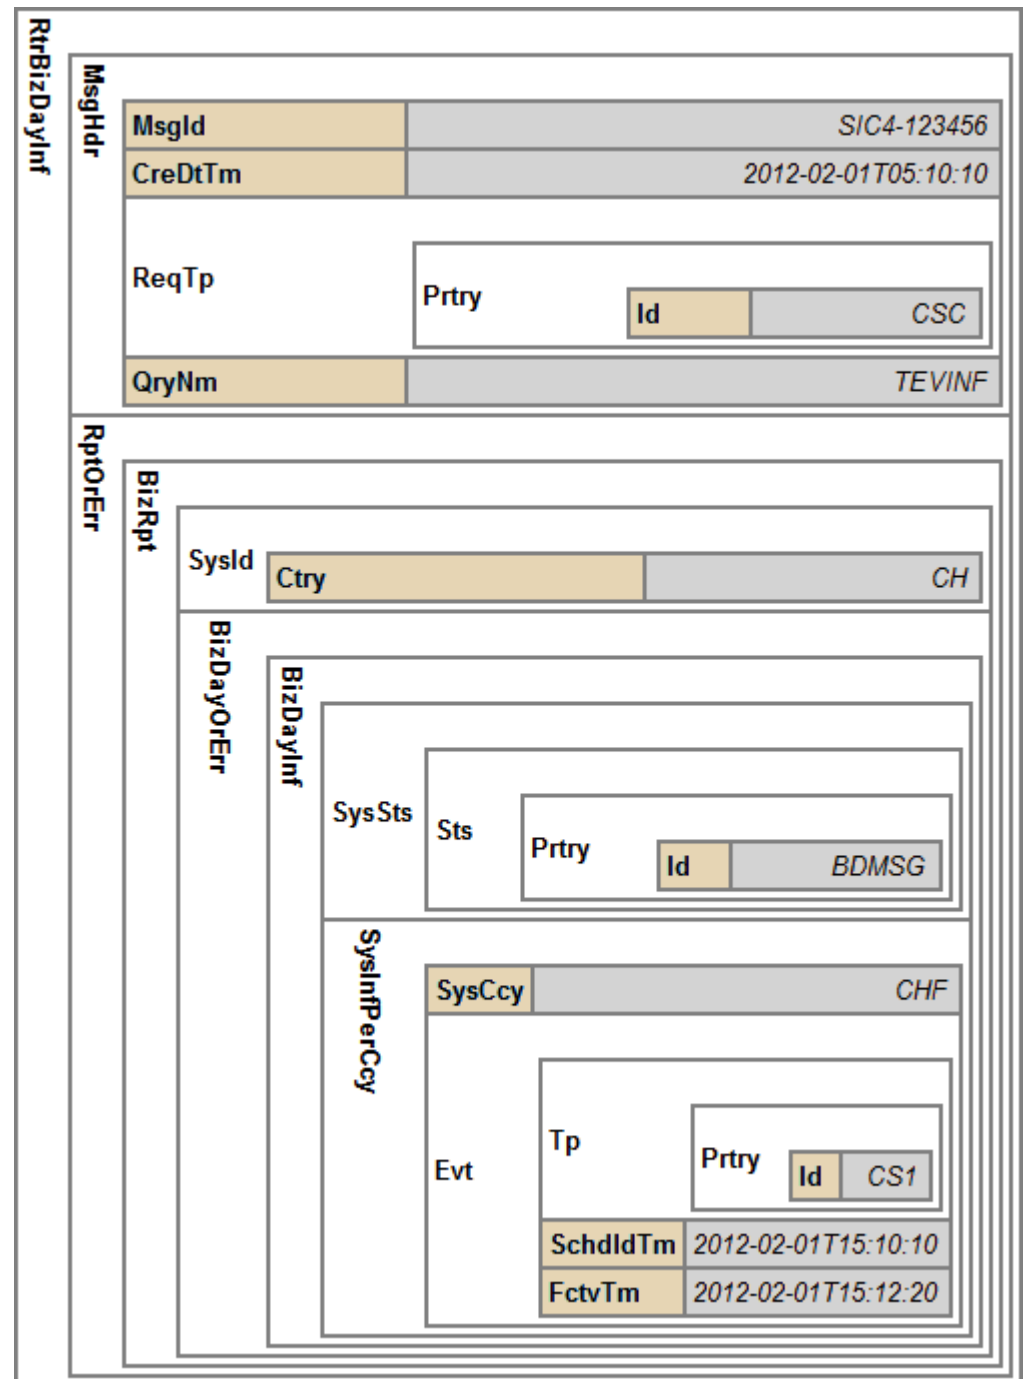 RtrBizDayInf
MsgHdr
MsgId SIC4-123456
CreDtTm 2012-02-01T05:10:10
ReqTp
Prtry
Id CSC
QryNm TEVINF
RptOrErr
BizRpt
SysId
Ctry CH
BizDayOrErr
BizDayInf
SysSts
Sts
Prtry
Id BDMSG
SysInfPerCcy
SysCcy CHF
Evt
Tp
Prtry
Id CS1
SchdldTm 2012-02-01T15:10:10
FctvTm 2012-02-01T15:12:20